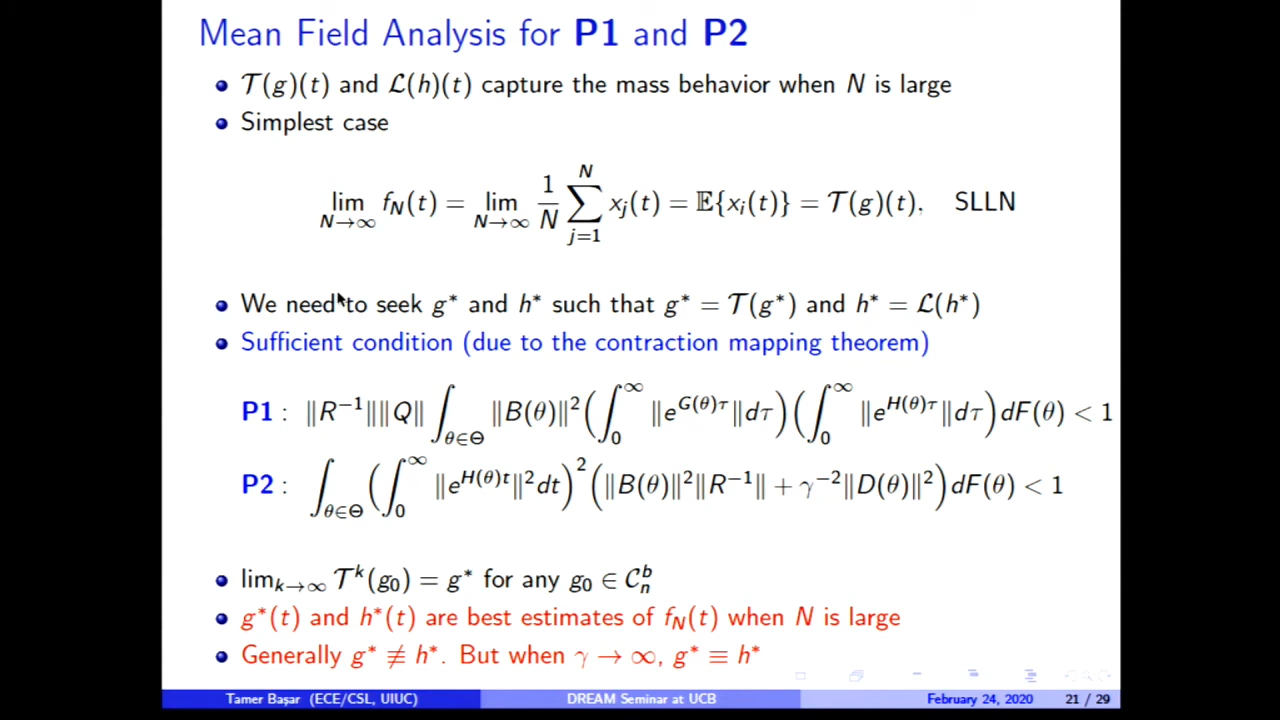 Mean Field Analysis for P1 and P2
𝒯(g)(t) and ℒ(h)(t) capture the mass behavior when N is large
Simplest case
lim_{N→∞} f_N(t) = lim_{N→∞} 1/N ∑_{j=1}^{N} x_j(t) = 𝔼{x_i(t)} = 𝒯(g)(t), SLLN
We need to seek g* and h* such that g* = 𝒯(g*) and h* = ℒ(h*)
Sufficient condition (due to the contraction mapping theorem)
P1 : ‖R⁻¹‖‖Q‖ ∫_{θ∈Θ} ‖B(θ)‖² (∫_0^∞ ‖e^{G(θ)τ}‖dτ)(∫_0^∞ ‖e^{H(θ)τ}‖dτ) dF(θ) < 1
P2 : ∫_{θ∈Θ} (∫_0^∞ ‖e^{H(θ)t}‖² dt)² (‖B(θ)‖²‖R⁻¹‖ + γ⁻²‖D(θ)‖²) dF(θ) < 1
lim_{k→∞} 𝒯^k(g_0) = g* for any g_0 ∈ 𝒞_n^b
g*(t) and h*(t) are best estimates of f_N(t) when N is large
Generally g* ≢ h*. But when γ → ∞, g* ≡ h*
Tamer Başar (ECE/CSL, UIUC) DREAM Seminar at UCB February 24, 2020 21 / 29